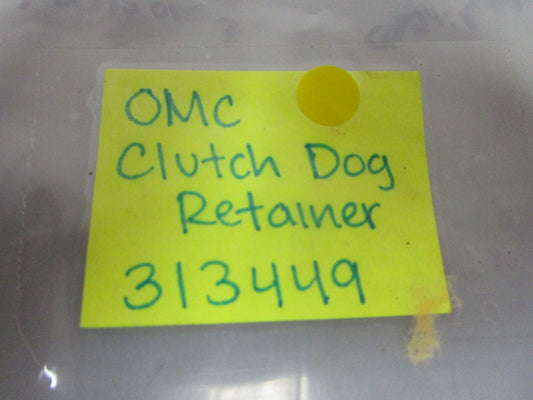 OMC
Clutch Dog
Retainer
313449